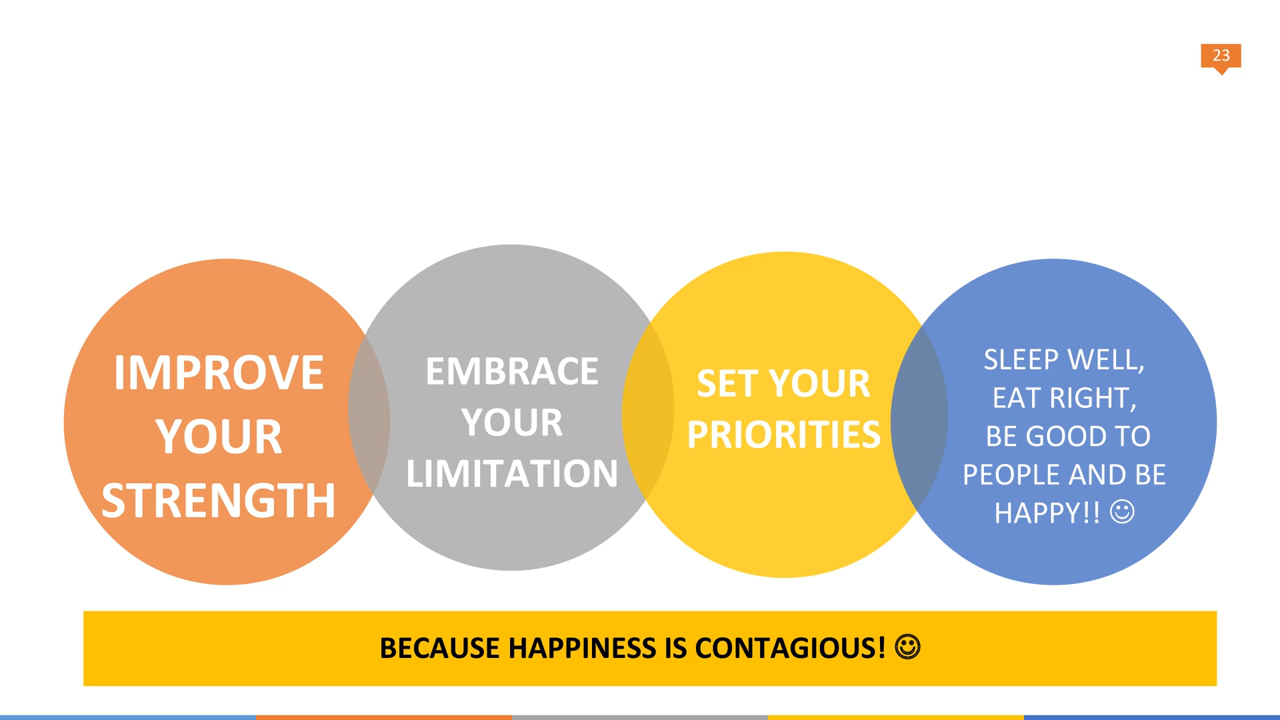 23
IMPROVE
YOUR
STRENGTH
EMBRACE
YOUR
LIMITATION
SET YOUR
PRIORITIES
SLEEP WELL,
EAT RIGHT,
BE GOOD TO
PEOPLE AND BE
HAPPY!! ☺
BECAUSE HAPPINESS IS CONTAGIOUS! ☺